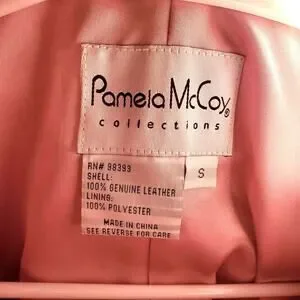 Pamela McCoy®
collections
RN# 88393
SHELL:
100% GENUINE LEATHER
LINING:
100% POLYESTER
MADE IN CHINA
SEE REVERSE FOR CARE
S